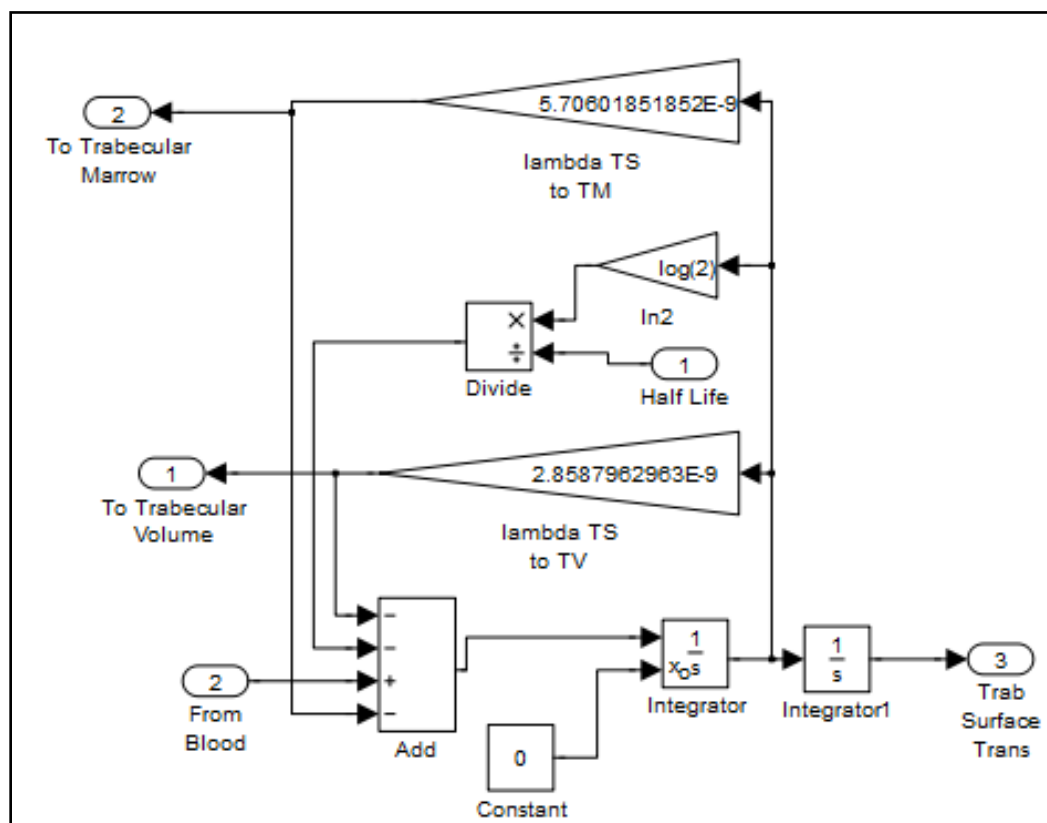 5.70601851852E-9
2
To Trabecular
Marrow
lambda TS
to TM
log(2)
×
÷
ln2
Divide
1
Half Life
2.8587962963E-9
1
To Trabecular
Volume
lambda TS
to TV
−
−
+
−
2
From
Blood
Add
1
xo s
Integrator
1
s
Integrator1
3
Trab
Surface
Trans
0
Constant